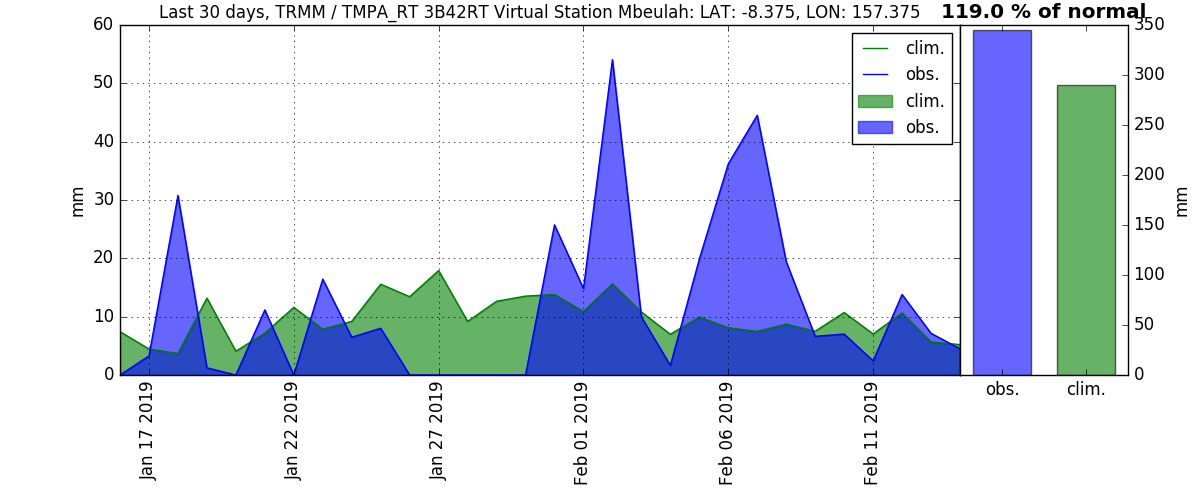 Last 30 days, TRMM / TMPA_RT 3B42RT Virtual Station Mbeulah: LAT: -8.375, LON: 157.375
119.0 % of normal
60
50
40
30
20
10
0
mm
clim.
obs.
clim.
obs.
350
300
250
200
150
100
50
0
mm
obs.
clim.
Jan 17 2019
Jan 22 2019
Jan 27 2019
Feb 01 2019
Feb 06 2019
Feb 11 2019